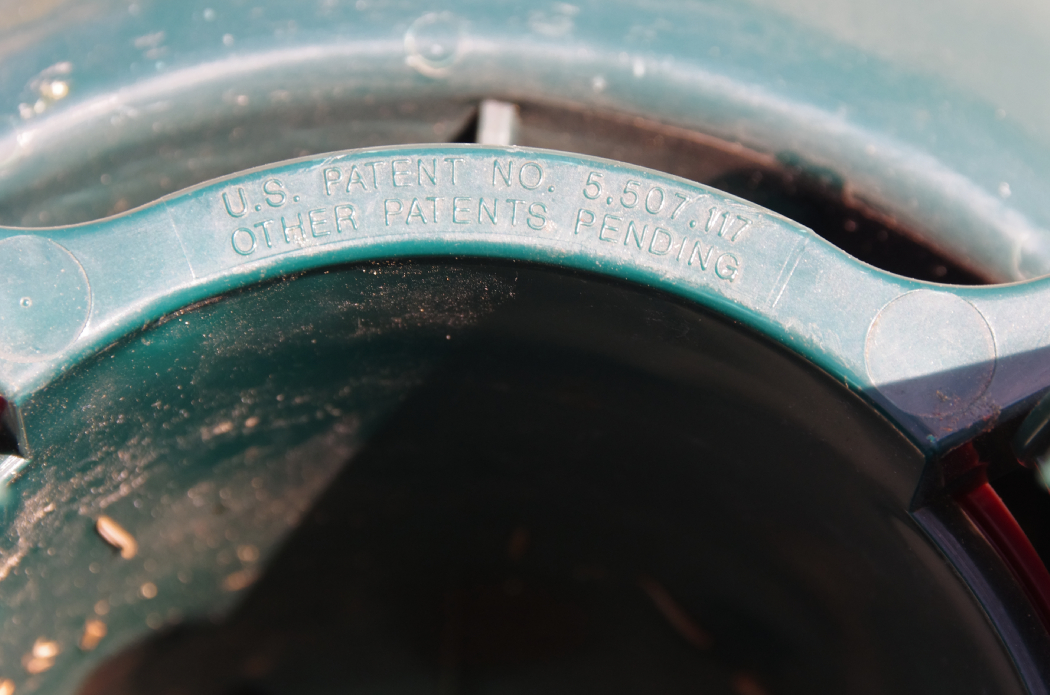 U.S. PATENT NO. 5,507,117
OTHER PATENTS PENDING